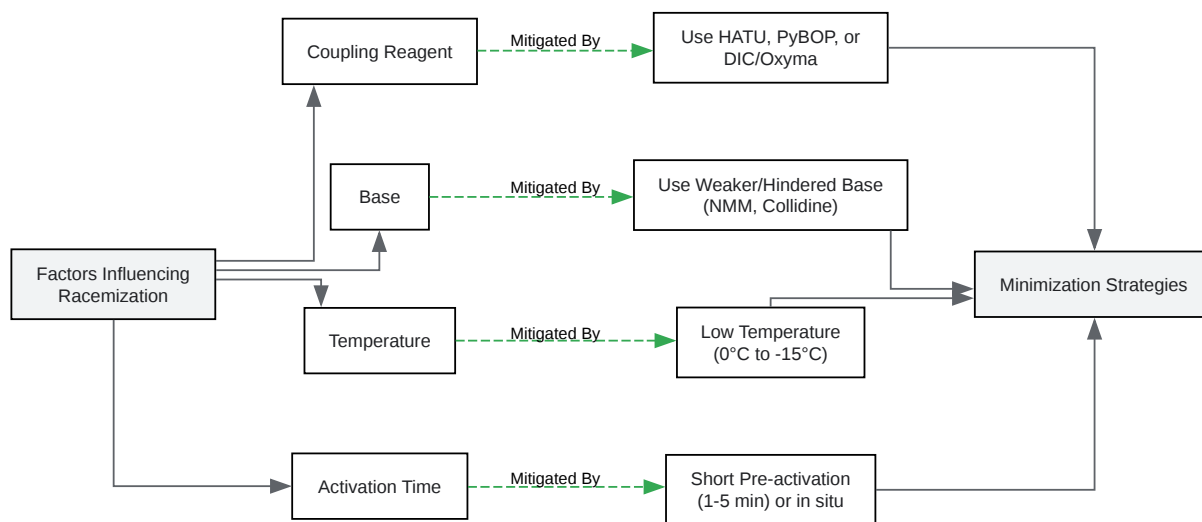 Coupling Reagent
Mitigated By
Use HATU, PyBOP, or
DIC/Oxyma
Base
Mitigated By
Use Weaker/Hindered Base
(NMM, Collidine)
Factors Influencing
Racemization
Minimization Strategies
Temperature
Mitigated By
Low Temperature
(0°C to -15°C)
Activation Time
Mitigated By
Short Pre-activation
(1-5 min) or in situ